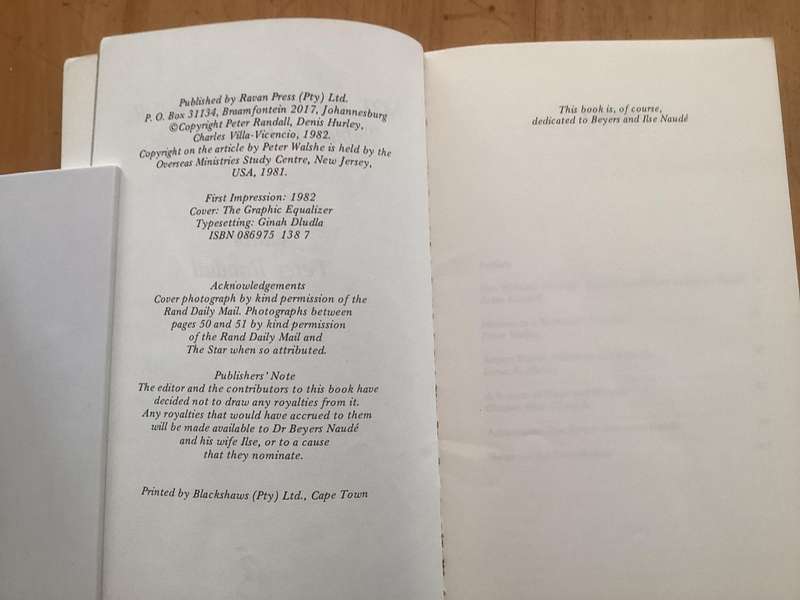 Published by Ravan Press (Pty) Ltd.
P. O. Box 31134, Braamfontein 2017, Johannesburg
©Copyright Peter Randall, Denis Hurley,
Charles Villa-Vicencio, 1982.
Copyright on the article by Peter Walshe is held by the
Overseas Ministries Study Centre, New Jersey,
USA, 1981.
First Impression: 1982
Cover: The Graphic Equalizer
Typesetting: Ginah Dludla
ISBN 086975 138 7
Acknowledgements
Cover photograph by kind permission of the
Rand Daily Mail. Photographs between
pages 50 and 51 by kind permission
of the Rand Daily Mail and
The Star when so attributed.
Publishers' Note
The editor and the contributors to this book have
decided not to draw any royalties from it.
Any royalties that would have accrued to them
will be made available to Dr Beyers Naudé
and his wife Ilse, or to a cause
that they nominate.
Printed by Blackshaws (Pty) Ltd., Cape Town
This book is, of course,
dedicated to Beyers and Ilse Naudé